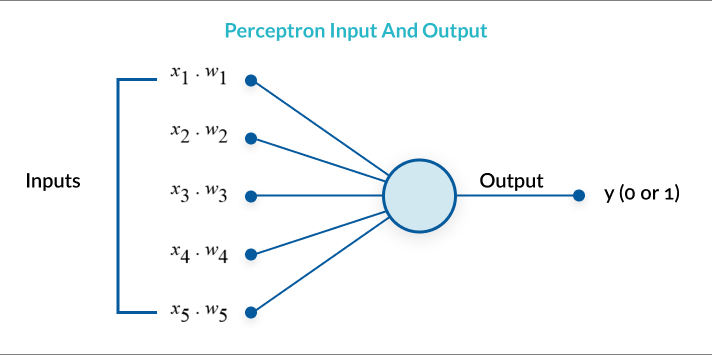 Perceptron Input And Output
x1 · w1
x2 · w2
x3 · w3
x4 · w4
x5 · w5
Inputs
Output
y (0 or 1)